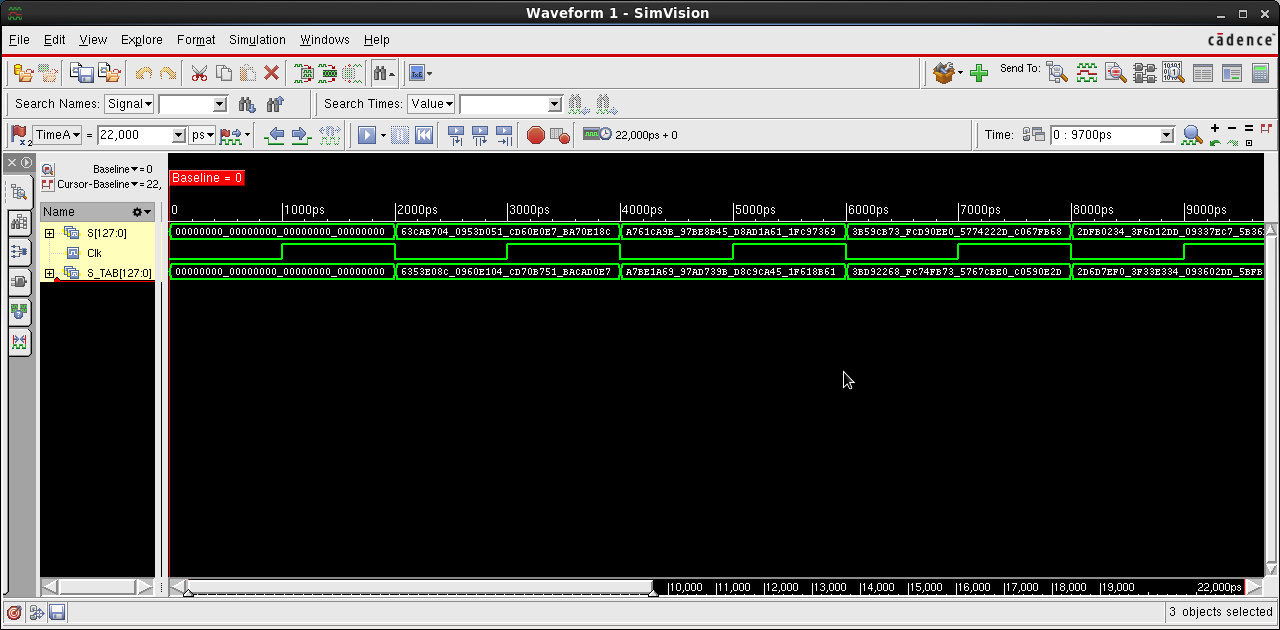 Waveform 1 - SimVision
File Edit View Explore Format Simulation Windows Help
cādence
Send To:
Search Names: Signal Search Times: Value
TimeA = 22,000 ps 22,000ps + 0 Time: 0 : 9700ps
Baseline = 0
Cursor-Baseline = 22,
Baseline = 0
Name 0 1000ps 2000ps 3000ps 4000ps 5000ps 6000ps 7000ps 8000ps 9000ps
S[127:0] 00000000_00000000_00000000_00000000 63CAB704_0953D051_CD60E0E7_BA70E18C A761CA9B_97BE8B45_D8AD1A61_1FC97369 3B59CB73_FCD90EE0_5774222D_C067FB68 2DFB0234_3F6D12DD_09337EC7_5B36
Clk
S_TAB[127:0] 00000000_00000000_00000000_00000000 6353E08C_0960E104_CD70B751_BACAD0E7 A7BE1A69_97AD739B_D8C9CA45_1F618B61 3BD92268_FC74FB73_5767CBE0_C0590E2D 2D6D7EF0_3F33E334_093602DD_5BFB
10,000 11,000 12,000 13,000 14,000 15,000 16,000 17,000 18,000 19,000 22,000ps
3 objects selected